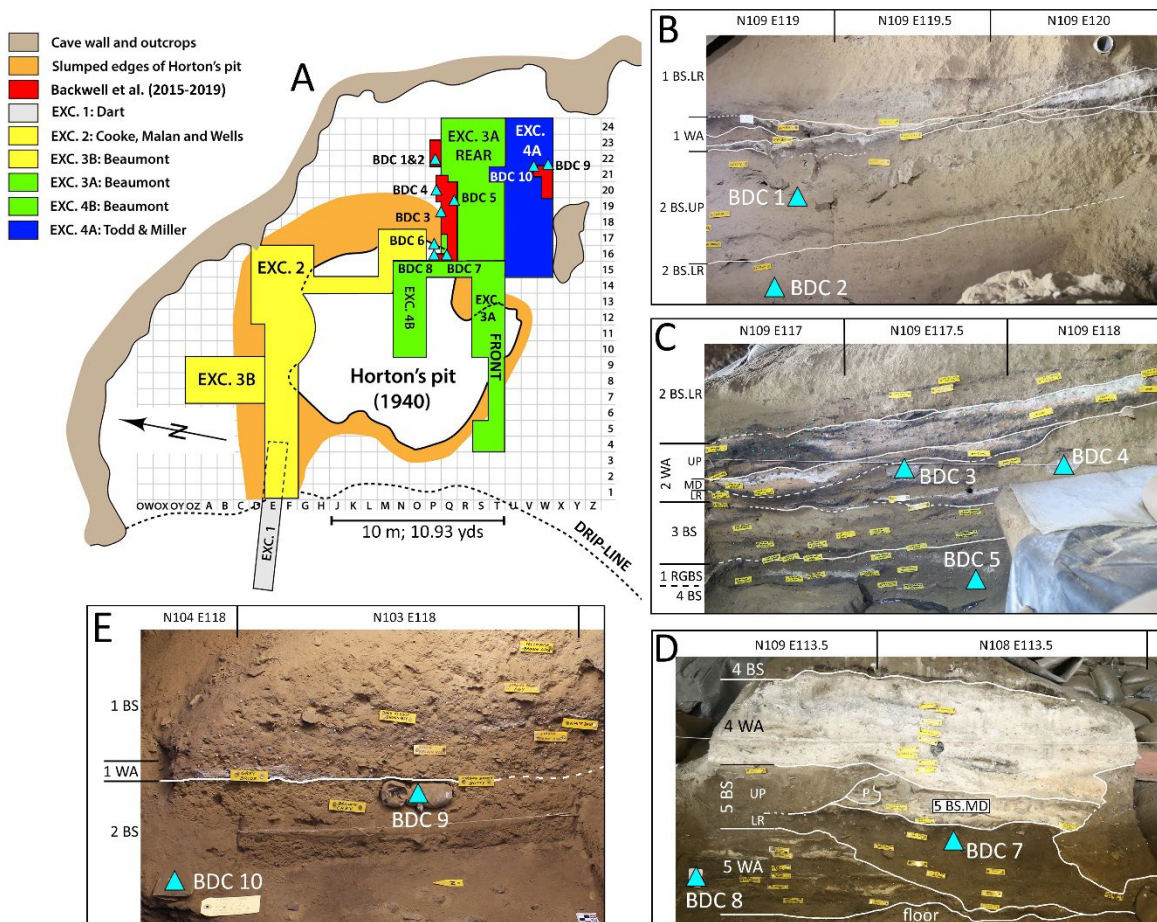 Cave wall and outcrops
Slumped edges of Horton's pit
Backwell et al. (2015-2019)
EXC. 1: Dart
EXC. 2: Cooke, Malan and Wells
EXC. 3B: Beaumont
EXC. 3A: Beaumont
EXC. 4B: Beaumont
EXC. 4A: Todd & Miller
A
EXC. 3A
REAR
EXC.
4A
BDC 1&2
BDC 9
BDC 10
BDC 4
BDC 5
BDC 3
BDC 6
BDC 8
BDC 7
EXC. 2
EXC. 4B
EXC.
3A
FRONT
EXC. 3B
Horton's pit
(1940)
N
EXC. 1
24
23
22
21
20
19
18
17
16
15
14
13
12
11
10
9
8
7
6
5
4
3
2
1
OW OX OY OZ A B C D E F G H I J K L M N O P Q R S T U V W X Y Z
10 m; 10.93 yds
DRIP-LINE
B
N109 E119
N109 E119.5
N109 E120
1 BS.LR
1 WA
2 BS.UP
2 BS.LR
BDC 1
BDC 2
C
N109 E117
N109 E117.5
N109 E118
2 BS.LR
2 WA
UP
MD
LR
3 BS
1 RGBS
4 BS
BDC 3
BDC 4
BDC 5
E
N104 E118
N103 E118
1 BS
1 WA
2 BS
BDC 9
BDC 10
D
N109 E113.5
N108 E113.5
4 BS
4 WA
5 BS
UP
LR
P
5 BS.MD
5 WA
BDC 7
BDC 8
floor